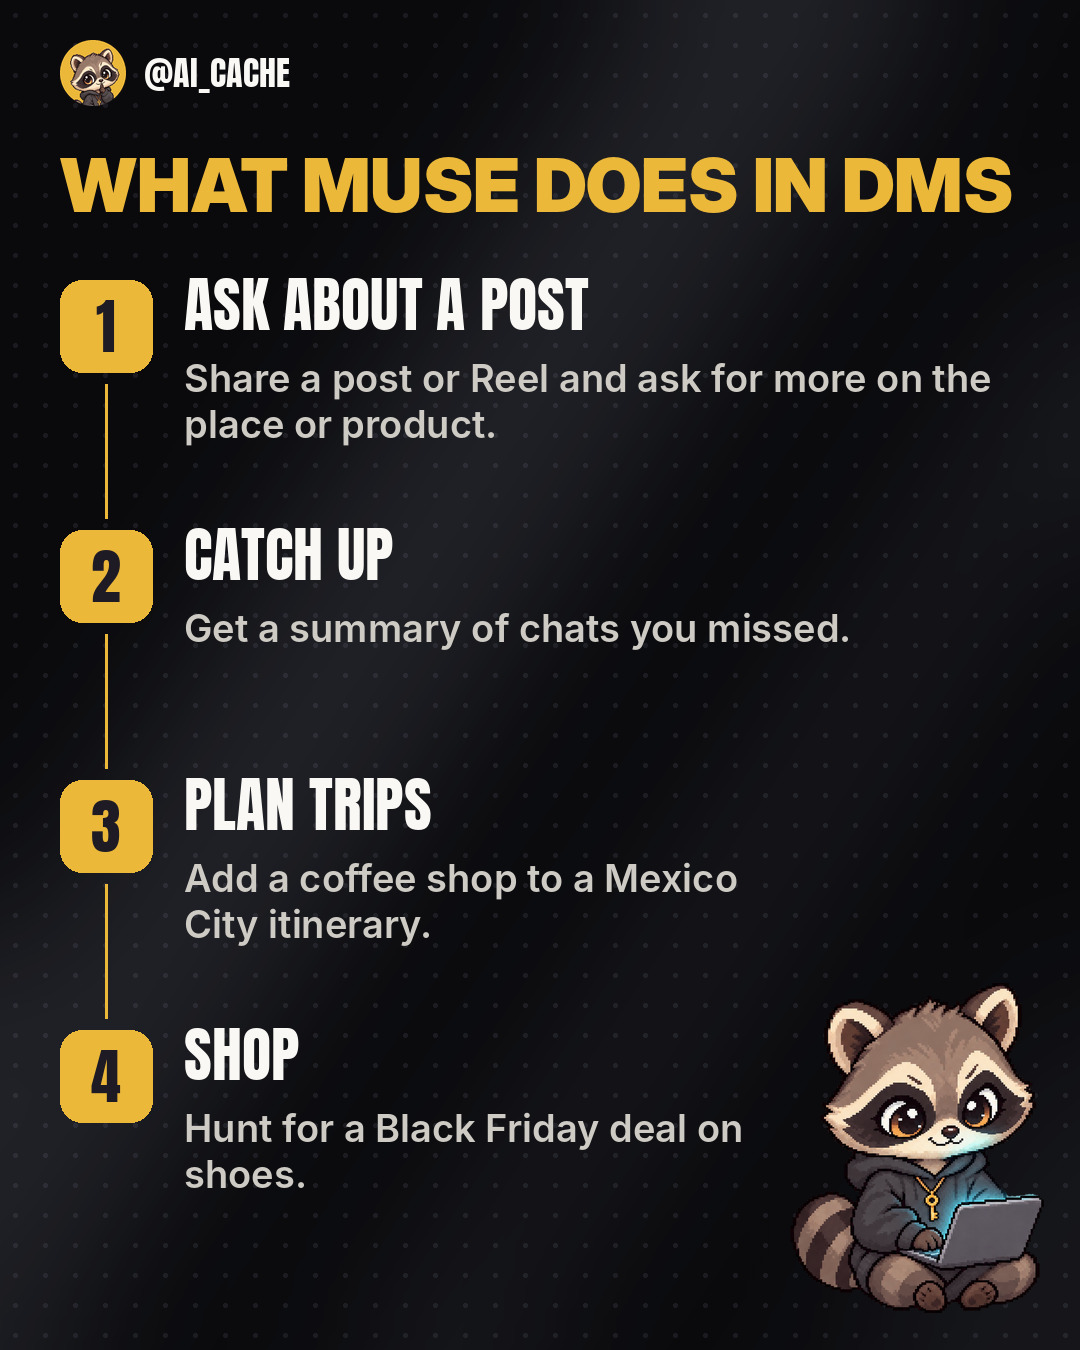 @AI_CACHE
WHAT MUSE DOES IN DMS
1
ASK ABOUT A POST
Share a post or Reel and ask for more on the
place or product.
2
CATCH UP
Get a summary of chats you missed.
3
PLAN TRIPS
Add a coffee shop to a Mexico
City itinerary.
4
SHOP
Hunt for a Black Friday deal on
shoes.